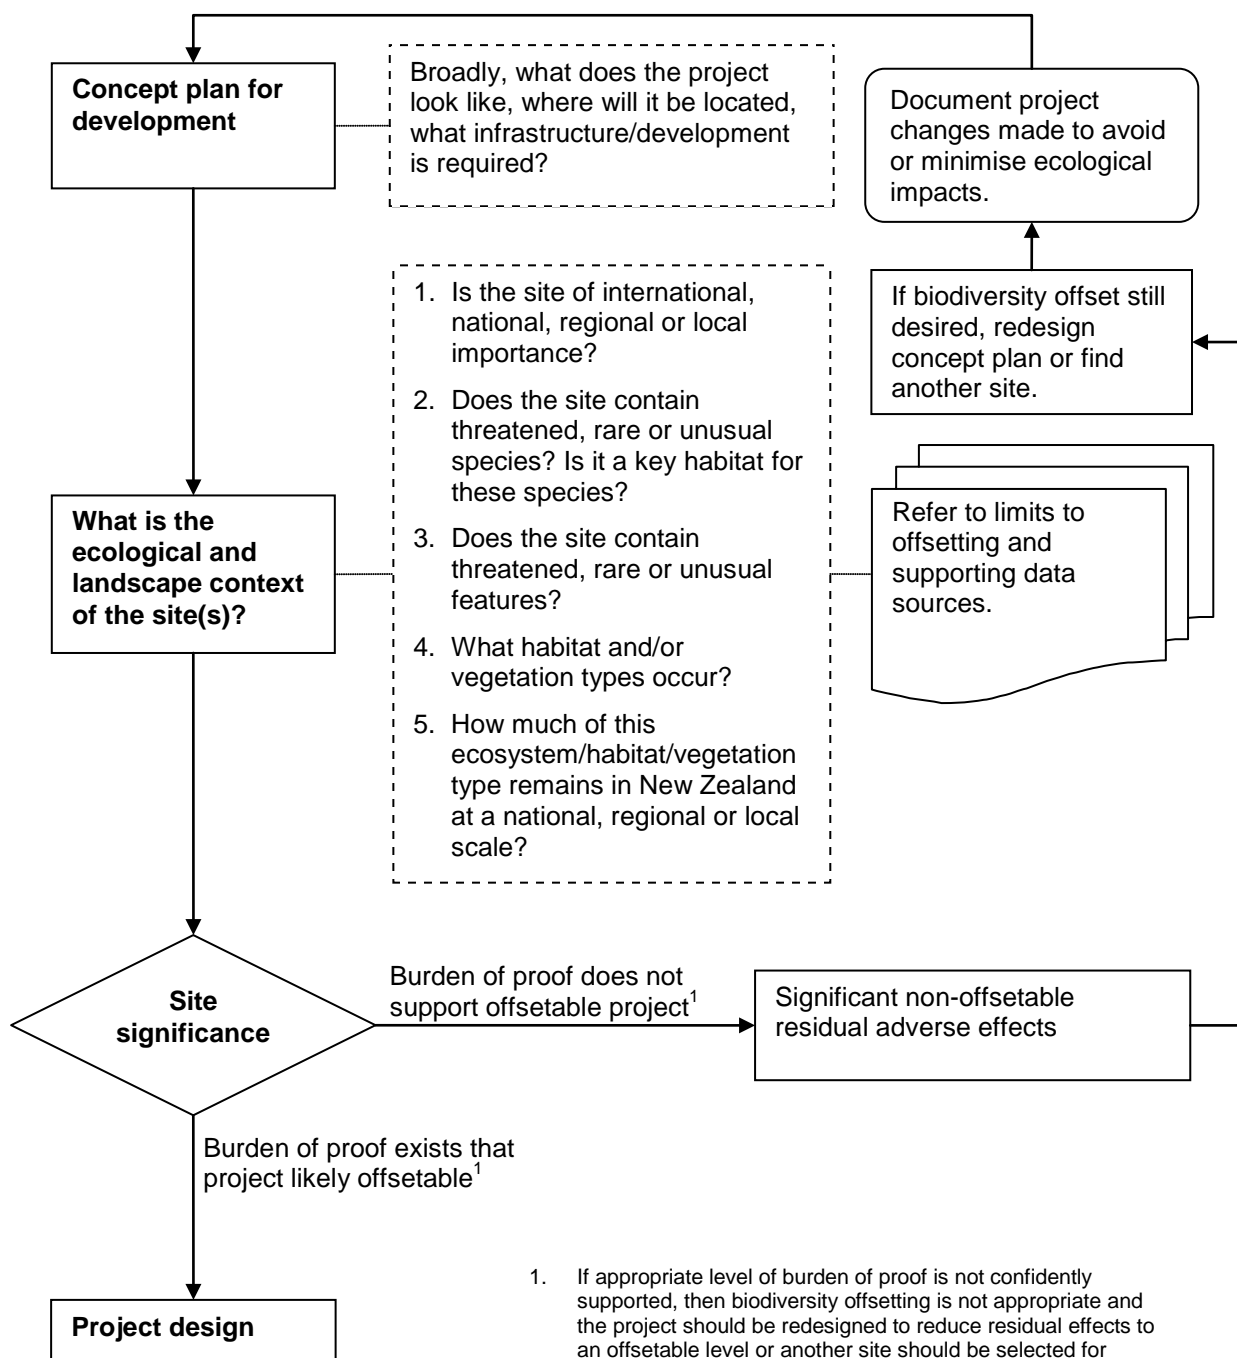 Concept plan for
development
Broadly, what does the project
look like, where will it be located,
what infrastructure/development
is required?
Document project
changes made to avoid
or minimise ecological
impacts.
If biodiversity offset still
desired, redesign
concept plan or find
another site.
1. Is the site of international,
national, regional or local
importance?
2. Does the site contain
threatened, rare or unusual
species? Is it a key habitat for
these species?
3. Does the site contain
threatened, rare or unusual
features?
4. What habitat and/or
vegetation types occur?
5. How much of this
ecosystem/habitat/vegetation
type remains in New Zealand
at a national, regional or local
scale?
What is the
ecological and
landscape context
of the site(s)?
Refer to limits to
offsetting and
supporting data
sources.
Site
significance
Burden of proof does not
support offsetable project1
Significant non-offsetable
residual adverse effects
Burden of proof exists that
project likely offsetable1
Project design
1. If appropriate level of burden of proof is not confidently
supported, then biodiversity offsetting is not appropriate and
the project should be redesigned to reduce residual effects to
an offsetable level or another site should be selected for